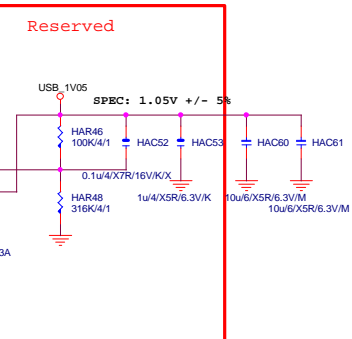 Reserved
USB_1V05
SPEC: 1.05V +/- 5%
HAR46
100K/4/1
HAC52
HAC53
HAC60
HAC61
0.1u/4/X7R/16V/K/X
HAR48
316K/4/1
1u/4/X5R/6.3V/K
10u/6/X5R/6.3V/M
10u/6/X5R/6.3V/M
3A